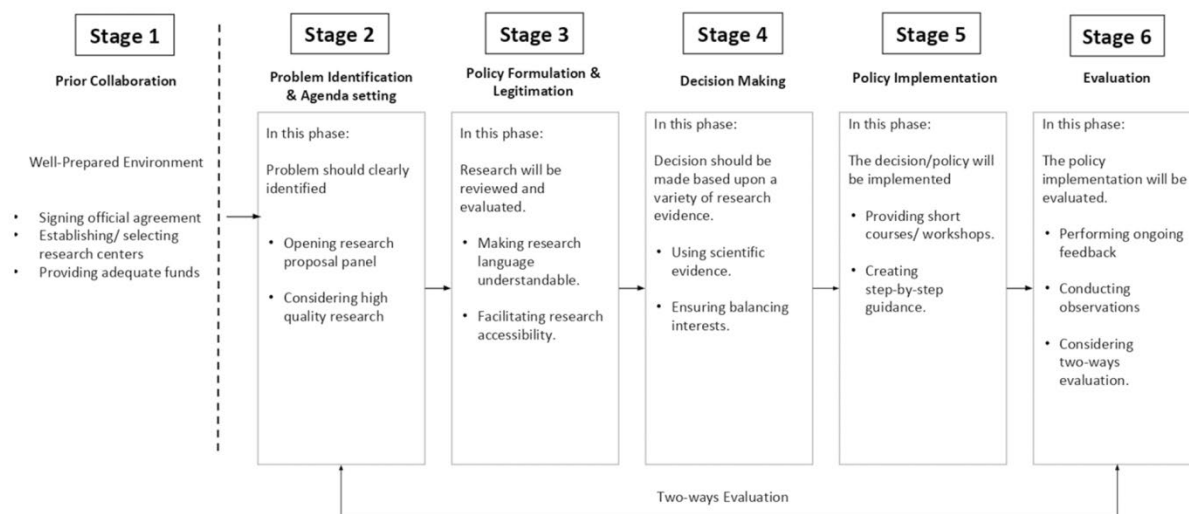 Stage 1
Prior Collaboration
Well-Prepared Environment
• Signing official agreement
• Establishing/ selecting
research centers
• Providing adequate funds
Stage 2
Problem Identification
& Agenda setting
In this phase:
Problem should clearly
identified
• Opening research
proposal panel
• Considering high
quality research
Stage 3
Policy Formulation &
Legitimation
In this phase:
Research will be
reviewed and
evaluated.
• Making research
language
understandable.
• Facilitating research
accessibility.
Stage 4
Decision Making
In this phase:
Decision should be
made based upon a
variety of research
evidence.
• Using scientific
evidence.
• Ensuring balancing
interests.
Stage 5
Policy Implementation
In this phase:
The decision/policy will
be implemented
• Providing short
courses/ workshops.
• Creating
step-by-step
guidance.
Stage 6
Evaluation
In this phase:
The policy
implementation will be
evaluated.
• Performing ongoing
feedback
• Conducting
observations
• Considering
two-ways
evaluation.
Two-ways Evaluation